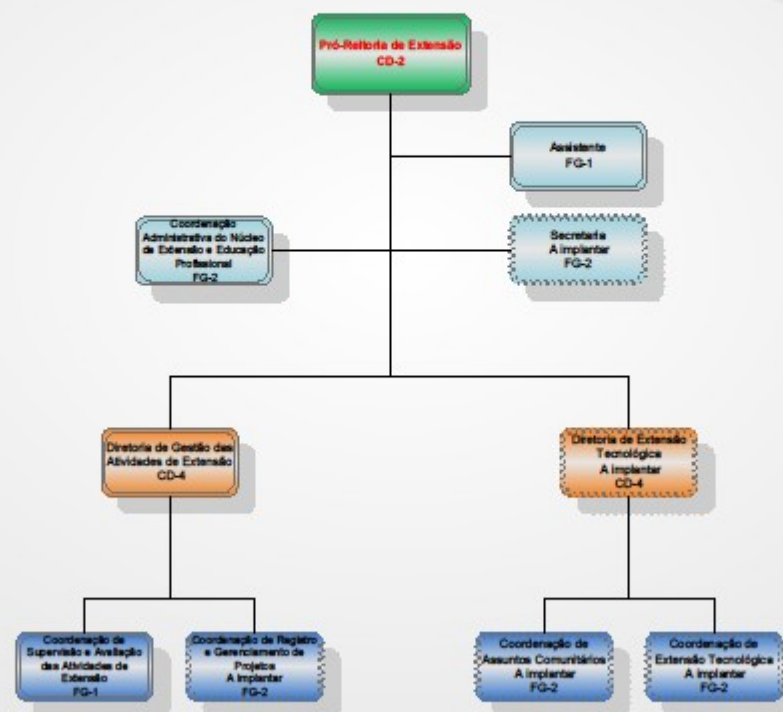 Pró-Reitoria de Extensão
CD-2
Assistente
FG-1
Coordenação
Administrativa do Núcleo
de Extensão e Educação
Profissional
FG-2
Secretaria
A implantar
FG-2
Diretoria de Gestão das
Atividades de Extensão
CD-4
Diretoria de Extensão
Tecnológica
A implantar
CD-4
Coordenação de
Supervisão e Avaliação
das Atividades de
Extensão
FG-1
Coordenação de Registro
e Gerenciamento de
Projetos
A Implantar
FG-2
Coordenação de
Assuntos Comunitários
A implantar
FG-2
Coordenação de
Extensão Tecnológica
A implantar
FG-2